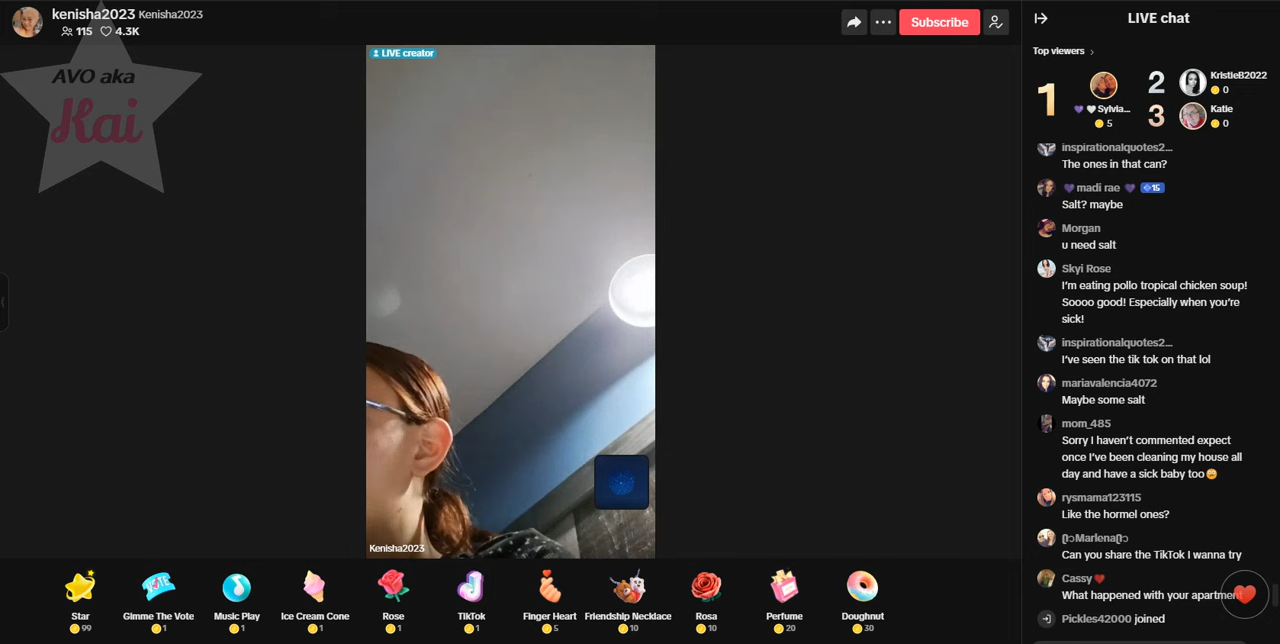 kenisha2023 Kenisha2023
115 4.3K
Subscribe
AVO aka
Kai
LIVE creator
Kenisha2023
Star
99
Gimme The Vote
1
Music Play
1
Ice Cream Cone
1
Rose
1
TikTok
1
Finger Heart
5
Friendship Necklace
10
Rosa
10
Perfume
20
Doughnut
30
LIVE chat
Top viewers
1
Sylvia...
5
2
KristieB2022
0
3
Katie
0
inspirationalquotes2...
The ones in that can?
madi rae 15
Salt? maybe
Morgan
u need salt
Skyi Rose
I'm eating pollo tropical chicken soup!
Soooo good! Especially when you're
sick!
inspirationalquotes2...
I've seen the tik tok on that lol
mariavalencia4072
Maybe some salt
mom_485
Sorry I haven't commented expect
once I've been cleaning my house all
day and have a sick baby too
rysmama123115
Like the hormel ones?
Marlena
Can you share the TikTok I wanna try
Cassy
What happened with your apartment
Pickles42000 joined